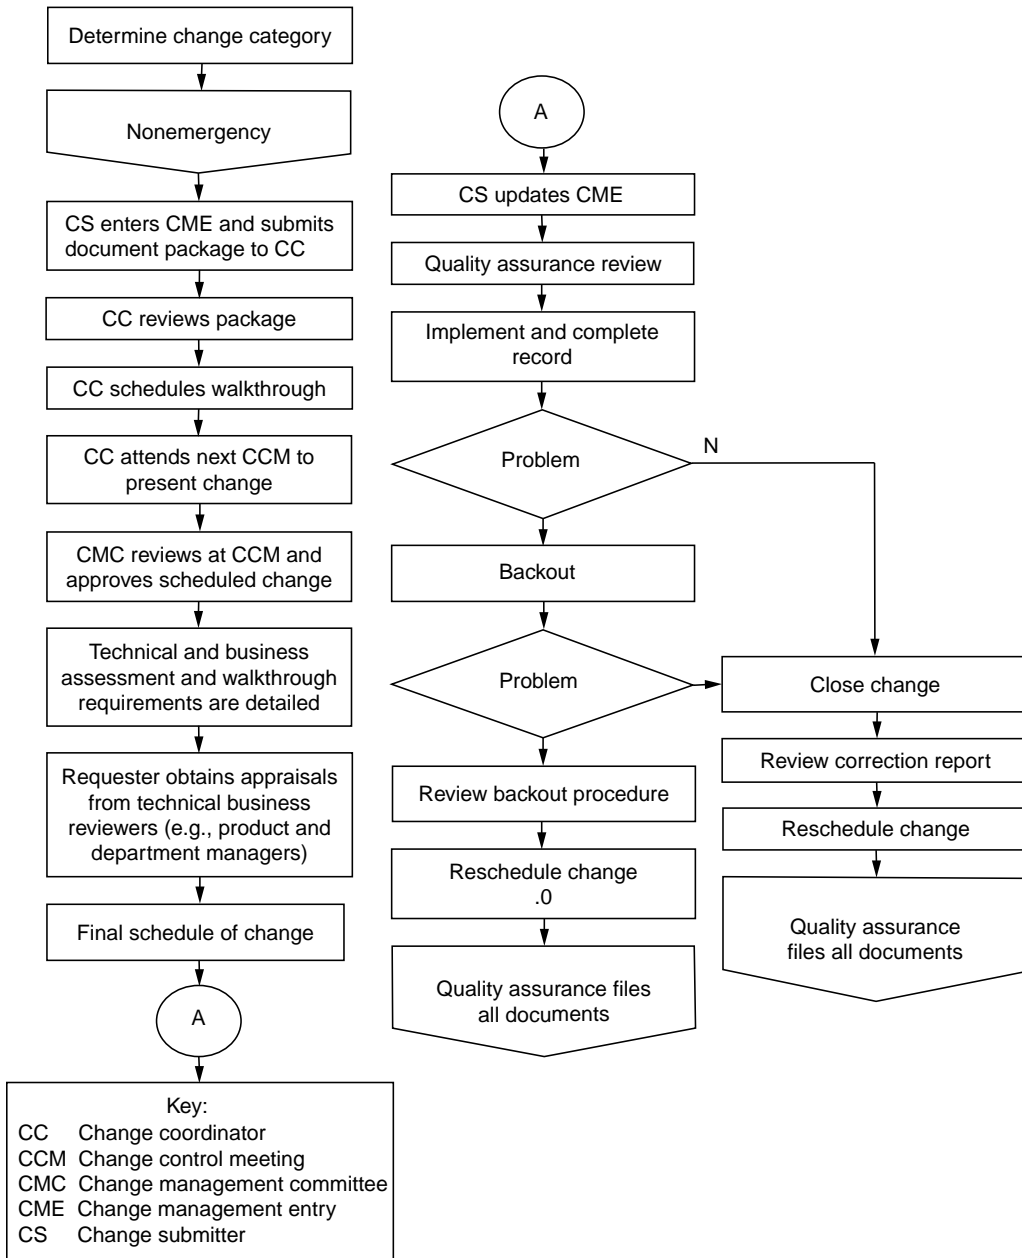 Determine change category
Nonemergency
CS enters CME and submits
document package to CC
CC reviews package
CC schedules walkthrough
CC attends next CCM to
present change
CMC reviews at CCM and
approves scheduled change
Technical and business
assessment and walkthrough
requirements are detailed
Requester obtains appraisals
from technical business
reviewers (e.g., product and
department managers)
Final schedule of change
A
Key:
CC Change coordinator
CCM Change control meeting
CMC Change management committee
CME Change management entry
CS Change submitter
A
CS updates CME
Quality assurance review
Implement and complete
record
Problem
N
Backout
Problem
Review backout procedure
Reschedule change
.0
Quality assurance files
all documents
Close change
Review correction report
Reschedule change
Quality assurance
files all documents